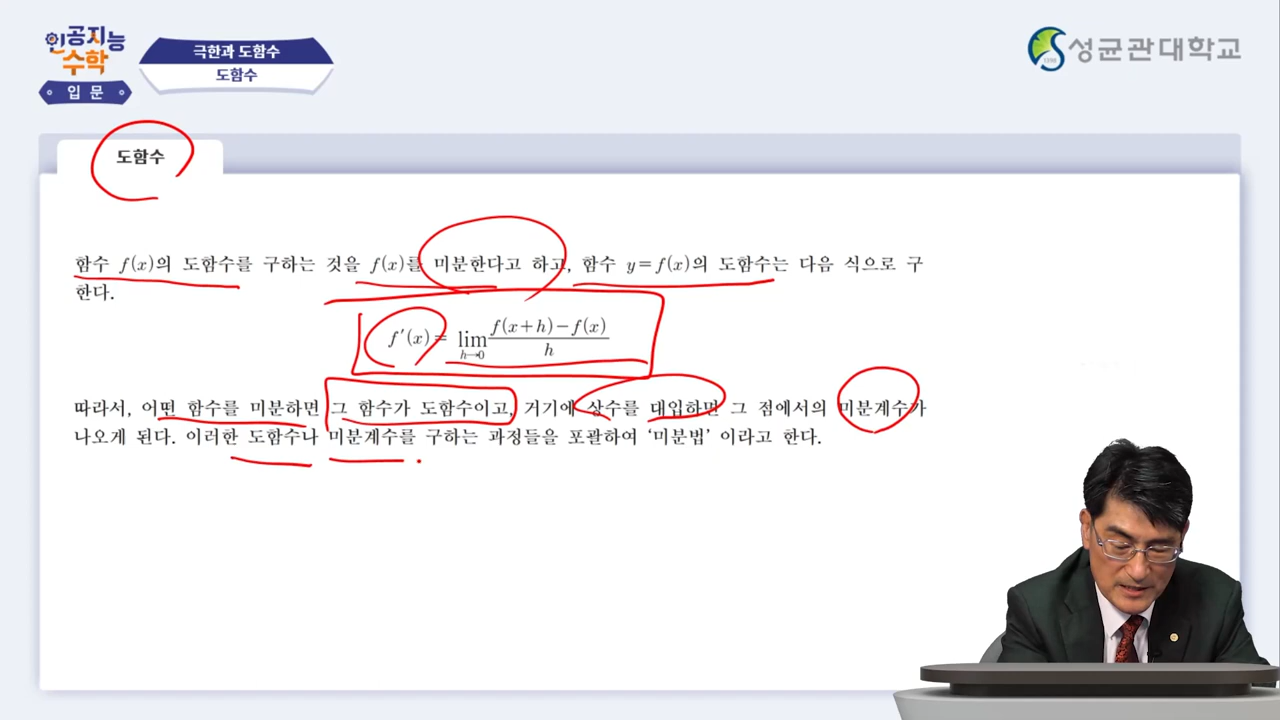 인공지능
수학
입문
극한과 도함수
도함수
성균관대학교
1398
도함수
함수 f(x)의 도함수를 구하는 것을 f(x)를 미분한다고 하고, 함수 y=f(x)의 도함수는 다음 식으로 구
한다.
f′(x)= lim h→0 f(x+h)−f(x) / h
따라서, 어떤 함수를 미분하면 그 함수가 도함수이고, 거기에 상수를 대입하면 그 점에서의 미분계수가
나오게 된다. 이러한 도함수나 미분계수를 구하는 과정들을 포괄하여 ‘미분법’ 이라고 한다.